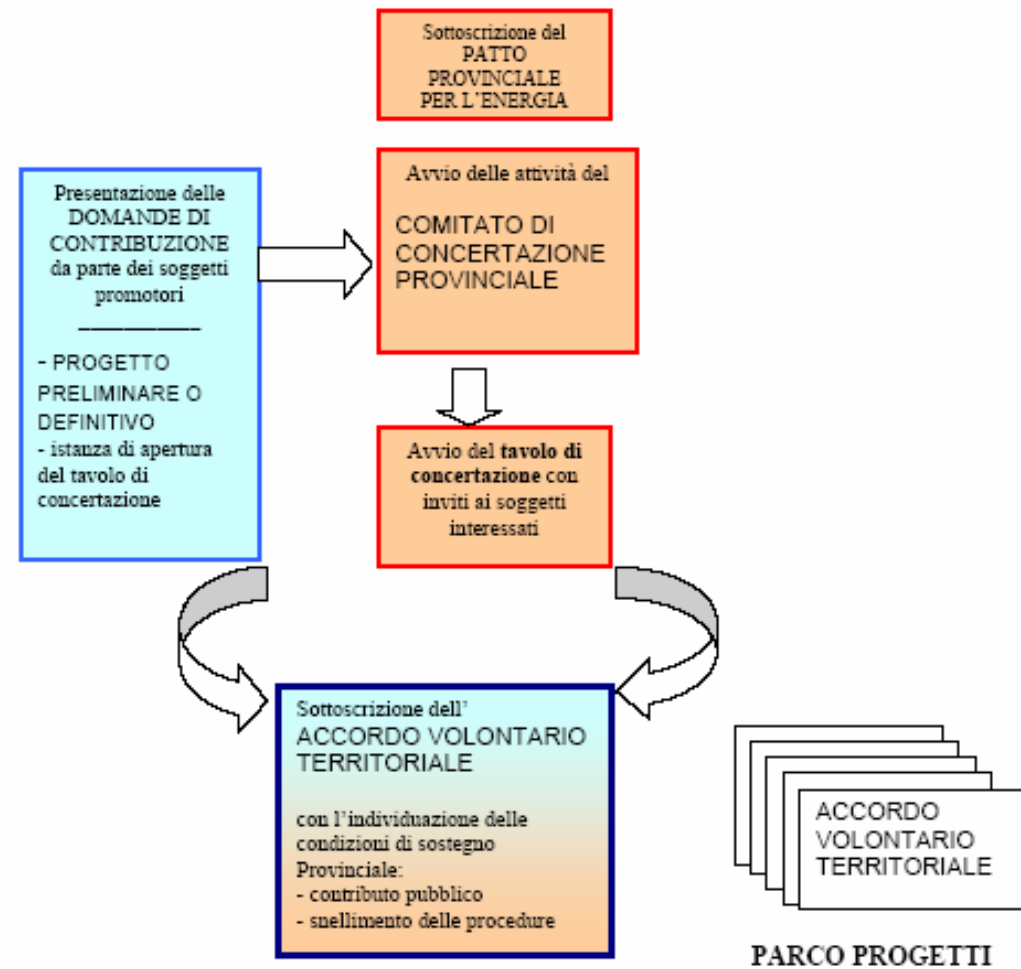 Sottoscrizione del
PATTO
PROVINCIALE
PER L'ENERGIA
Presentazione delle
DOMANDE DI
CONTRIBUZIONE
da parte dei soggetti
promotori
____________
- PROGETTO
PRELIMINARE O
DEFINITIVO
- istanza di apertura
del tavolo di
concertazione
Avvio delle attività del
COMITATO DI
CONCERTAZIONE
PROVINCIALE
Avvio del tavolo di
concertazione con
inviti ai soggetti
interessati
Sottoscrizione dell'
ACCORDO VOLONTARIO
TERRITORIALE
con l'individuazione delle
condizioni di sostegno
Provinciale:
- contributo pubblico
- snellimento delle procedure
ACCORDO
VOLONTARIO
TERRITORIALE
PARCO PROGETTI